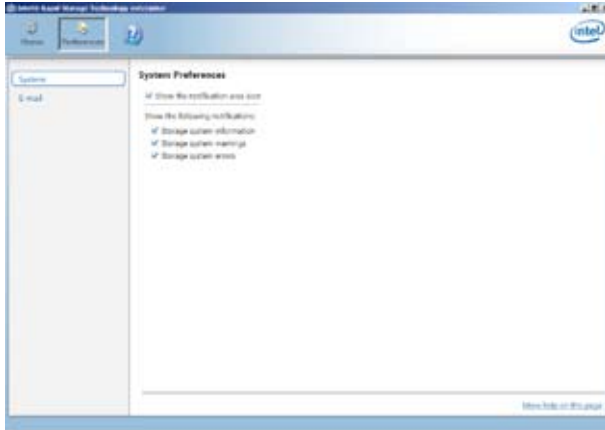 Intel® Rapid Storage Technology enterprise
Home
Preferences
intel
System
E-mail
System Preferences
Show the notification area icon
Show the following notifications:
Storage system information
Storage system warnings
Storage system errors
More help on this page